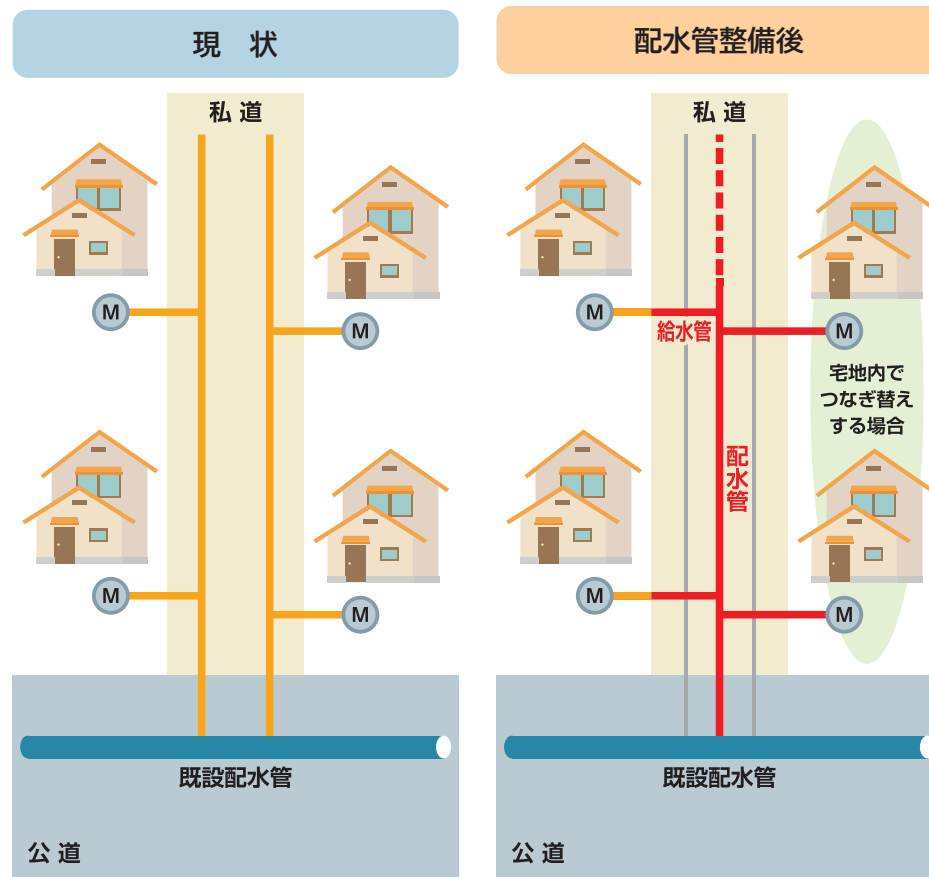 現　状
私 道
M
M
M
M
既設配水管
公 道
配水管整備後
私 道
M
給水管
M
宅地内で
つなぎ替え
する場合
配水管
M
M
既設配水管
公 道